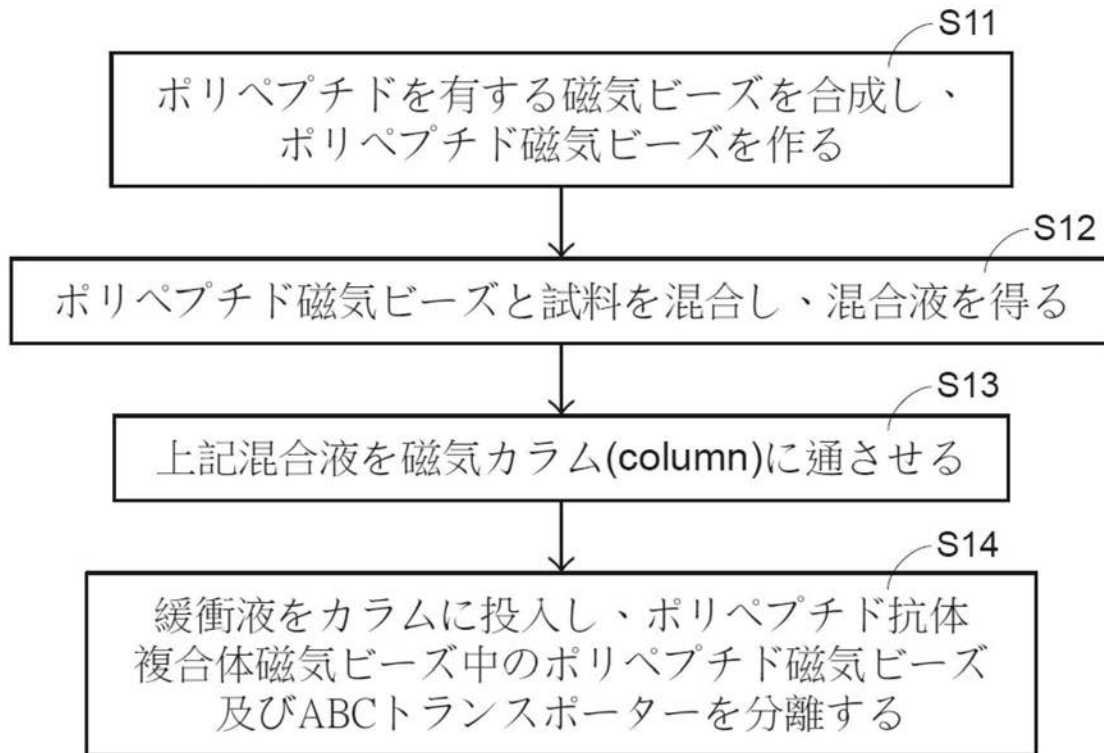 S11
ポリペプチドを有する磁気ビーズを合成し、
ポリペプチド磁気ビーズを作る
S12
ポリペプチド磁気ビーズと試料を混合し、混合液を得る
S13
上記混合液を磁気カラム(column)に通させる
S14
緩衝液をカラムに投入し、ポリペプチド抗体
複合体磁気ビーズ中のポリペプチド磁気ビーズ
及びABCトランスポーターを分離する